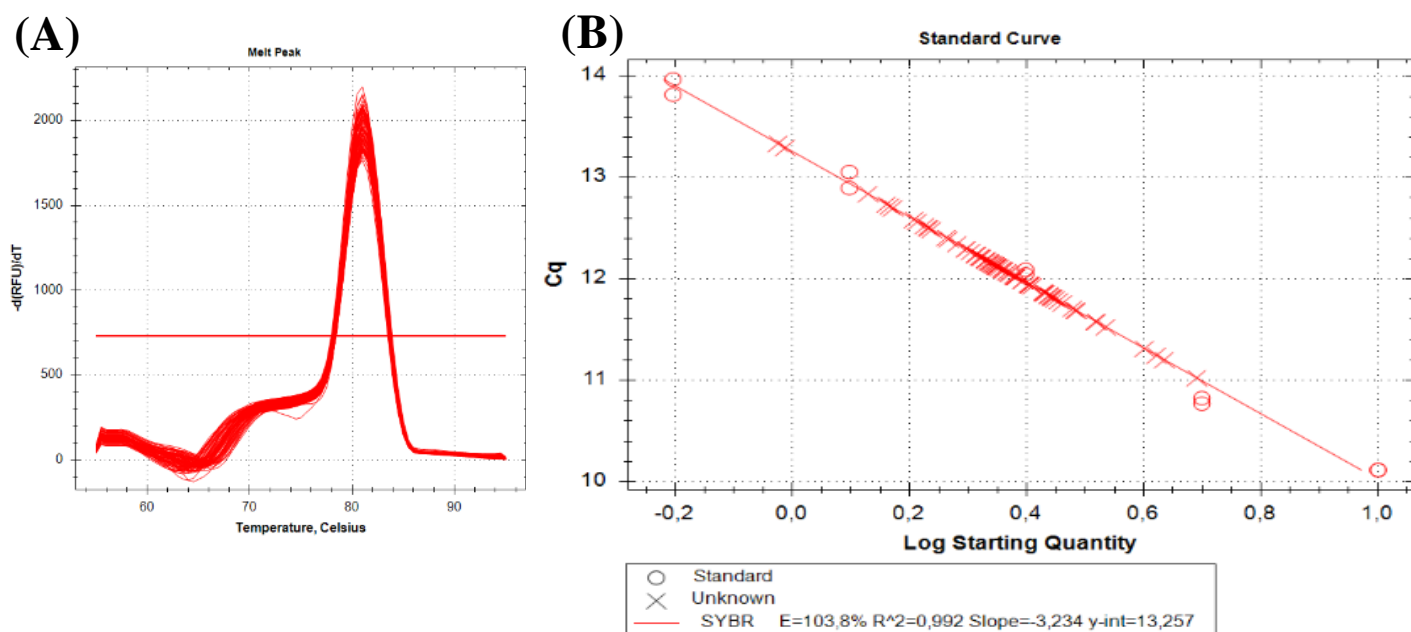 (A)
Melt Peak
-d(RFU)/dT
2000
1500
1000
500
0
60 70 80 90
Temperature, Celsius
(B)
Standard Curve
Cq
14
13
12
11
10
-0,2 0,0 0,2 0,4 0,6 0,8 1,0
Log Starting Quantity
Standard
Unknown
SYBR E=103,8% R^2=0,992 Slope=-3,234 y-int=13,257